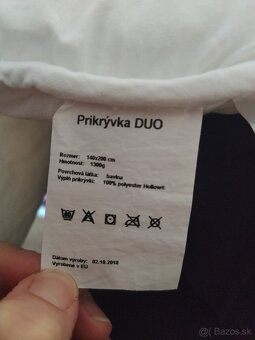 Prikrývka DUO
Rozmer: 140x200 cm
Hmotnosť: 1300g
Povrchová látka: bavlna
Výplň prikrývky: 100% polyester Hollowfi
Dátum výroby: 02.10.2018
Vyrobené v EU
Bazos.sk